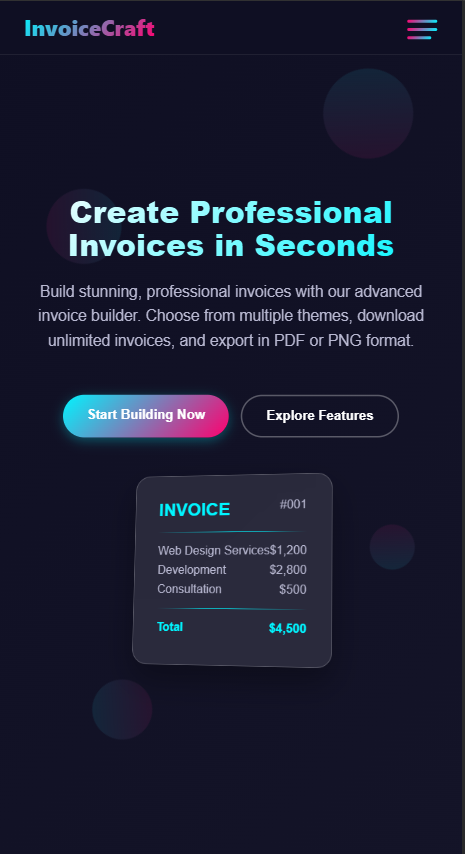 InvoiceCraft
Create Professional
Invoices in Seconds
Build stunning, professional invoices with our advanced
invoice builder. Choose from multiple themes, download
unlimited invoices, and export in PDF or PNG format.
Start Building Now
Explore Features
INVOICE #001
Web Design Services$1,200
Development $2,800
Consultation $500
Total $4,500